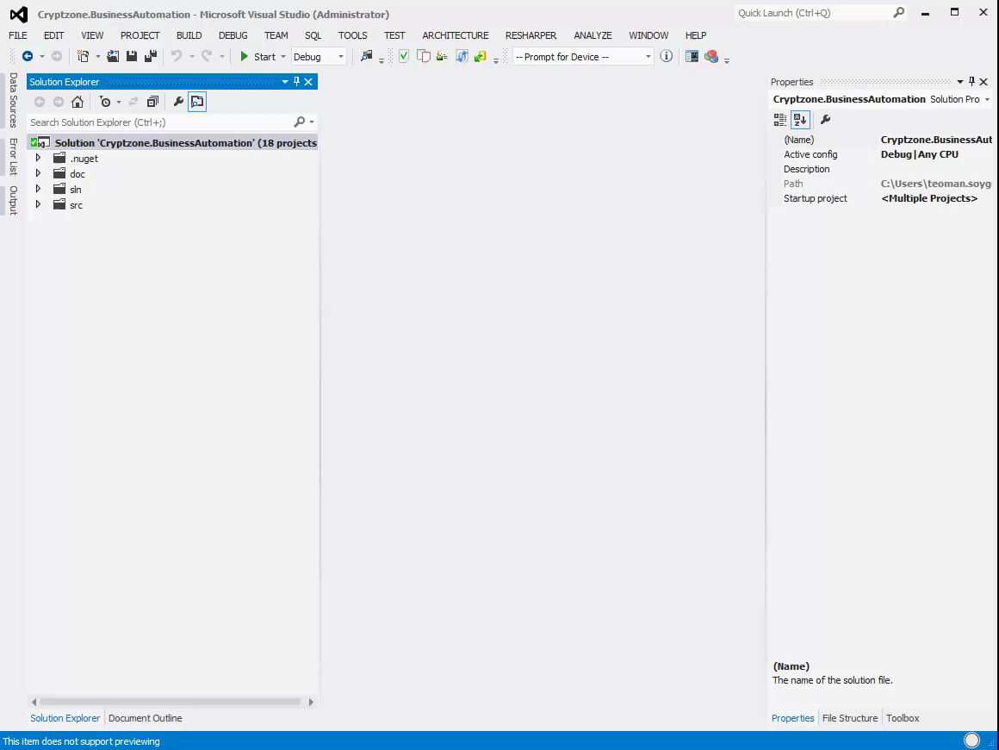 Cryptzone.BusinessAutomation - Microsoft Visual Studio (Administrator)
Quick Launch (Ctrl+Q)
FILE EDIT VIEW PROJECT BUILD DEBUG TEAM SQL TOOLS TEST ARCHITECTURE RESHARPER ANALYZE WINDOW HELP
Start Debug -- Prompt for Device --
Data Sources
Error List
Output
Solution Explorer
Search Solution Explorer (Ctrl+;)
Solution 'Cryptzone.BusinessAutomation' (18 projects
.nuget
doc
sln
src
Solution Explorer Document Outline
Properties
Cryptzone.BusinessAutomation Solution Pro
(Name) Cryptzone.BusinessAut
Active config Debug|Any CPU
Description
Path C:\Users\teoman.soyg
Startup project <Multiple Projects>
(Name)
The name of the solution file.
Properties File Structure Toolbox
This item does not support previewing